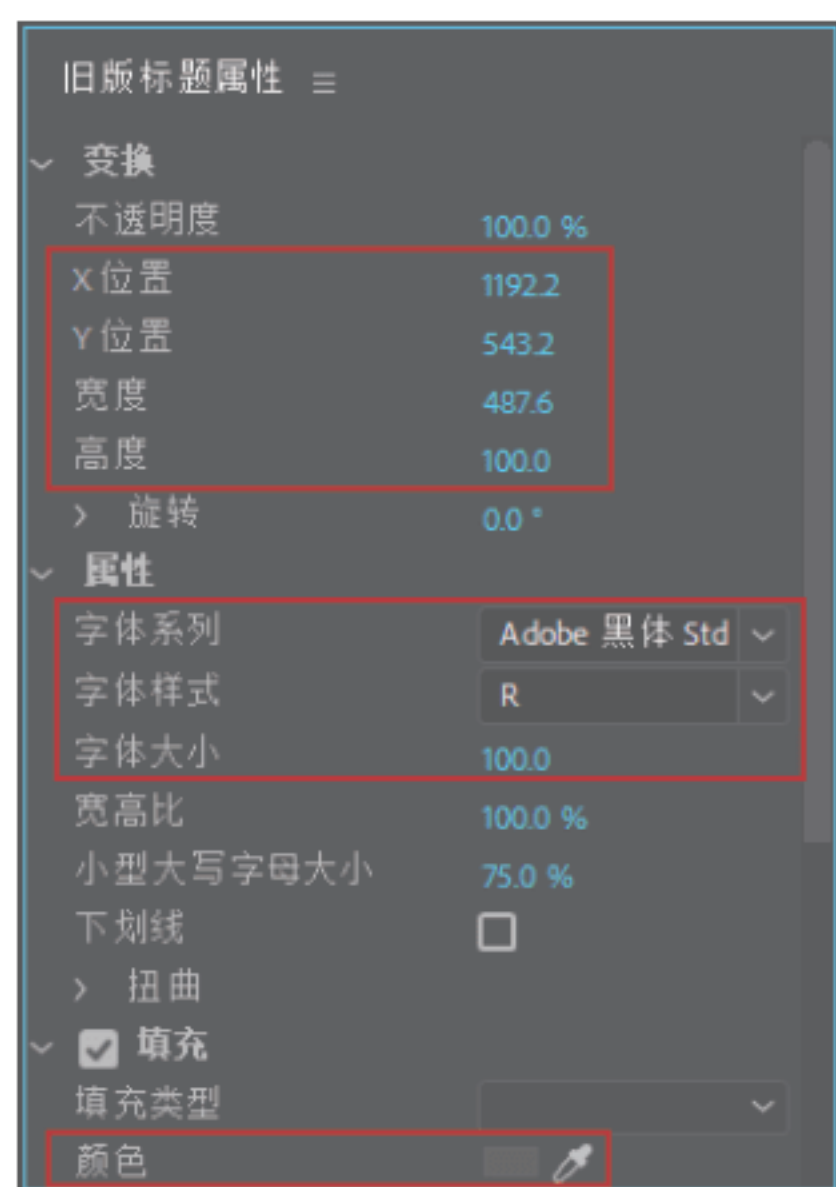 旧版标题属性
变换
不透明度 100.0 %
X位置 1192.2
Y位置 543.2
宽度 487.6
高度 100.0
旋转 0.0 °
属性
字体系列 Adobe 黑体 Std
字体样式 R
字体大小 100.0
宽高比 100.0 %
小型大写字母大小 75.0 %
下划线
扭曲
填充
填充类型
颜色